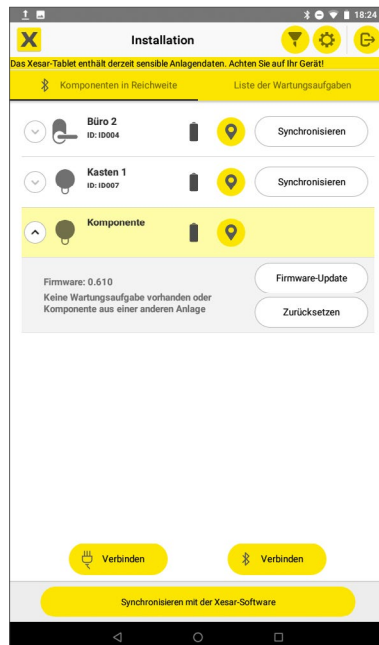 18:24
X
Installation
Das Xesar-Tablet enthält derzeit sensible Anlagendaten. Achten Sie auf Ihr Gerät!
Komponenten in Reichweite
Liste der Wartungsaufgaben
Büro 2
ID: ID004
Synchronisieren
Kasten 1
ID: ID007
Synchronisieren
Komponente
Firmware: 0.610
Keine Wartungsaufgabe vorhanden oder
Komponente aus einer anderen Anlage
Firmware-Update
Zurücksetzen
Verbinden
Verbinden
Synchronisieren mit der Xesar-Software